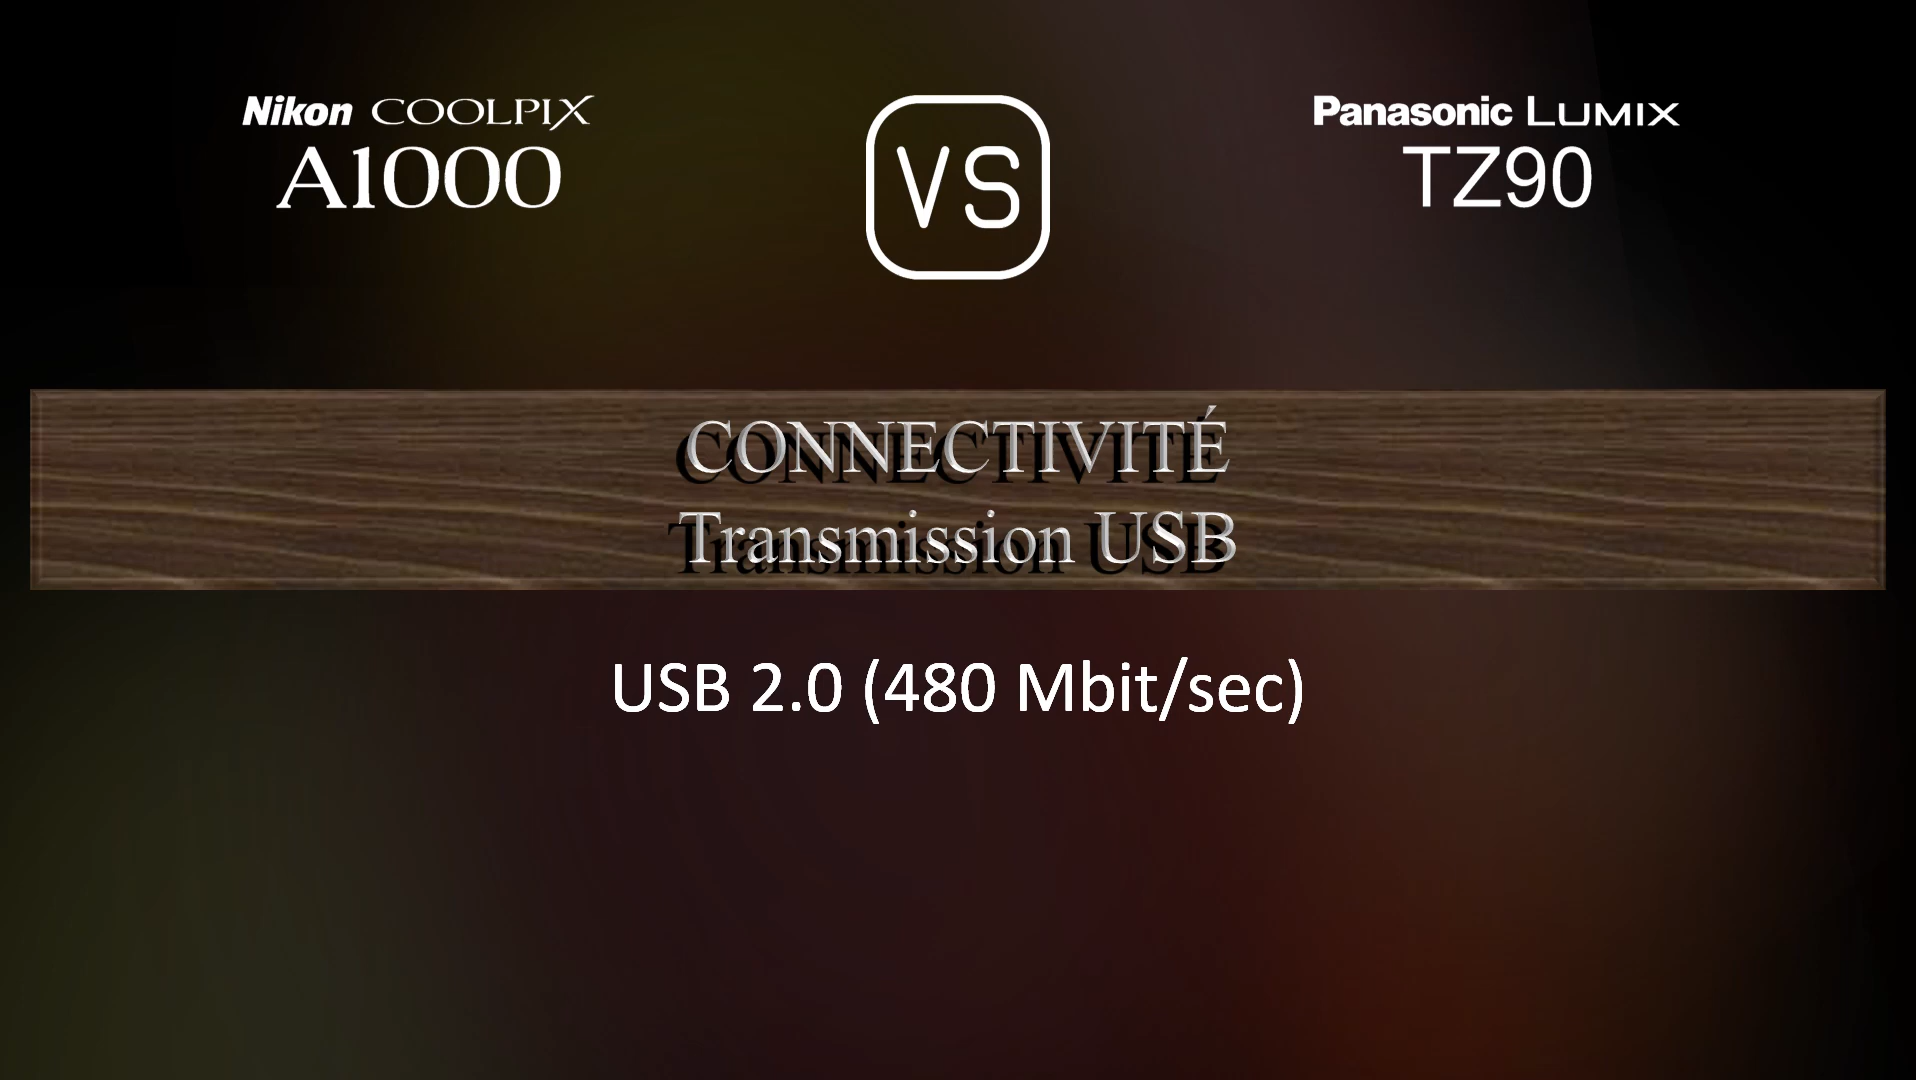 Nikon COOLPIX
A1000
VS
Panasonic LUMIX
TZ90
CONNECTIVITÉ
Transmission USB
USB 2.0 (480 Mbit/sec)